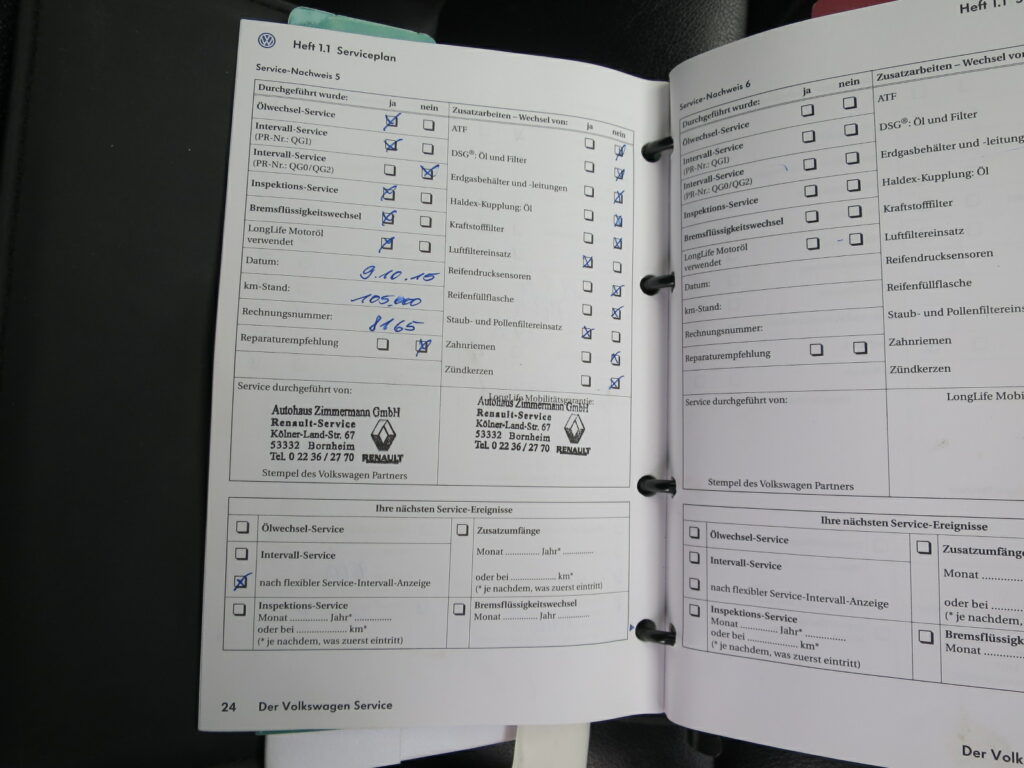 Heft 1.1 Serviceplan
Service-Nachweis 5
Durchgeführt wurde: ja nein
Ölwechsel-Service
Intervall-Service
(PR-Nr.: QG1)
Intervall-Service
(PR-Nr.: QG0/QG2)
Inspektions-Service
Bremsflüssigkeitswechsel
LongLife Motoröl
verwendet
Datum: 9.10.15
km-Stand: 105.000
Rechnungsnummer: 8165
Reparaturempfehlung
Zusatzarbeiten – Wechsel von: ja nein
ATF
DSG®: Öl und Filter
Erdgasbehälter und -leitungen
Haldex-Kupplung: Öl
Kraftstofffilter
Luftfiltereinsatz
Reifendrucksensoren
Reifenfüllflasche
Staub- und Pollenfiltereinsatz
Zahnriemen
Zündkerzen
Service durchgeführt von:
Autohaus Zimmermann GmbH
Renault-Service
Kölner-Land-Str. 67
53332 Bornheim
Tel. 0 22 36 / 27 70 RENAULT
Stempel des Volkswagen Partners
LongLife Mobilitätsgarantie:
Autohaus Zimmermann GmbH
Renault-Service
Kölner-Land-Str. 67
53332 Bornheim
Tel. 0 22 36 / 27 70 RENAULT
Ihre nächsten Service-Ereignisse
Ölwechsel-Service
Intervall-Service
nach flexibler Service-Intervall-Anzeige
Inspektions-Service
Monat .............. Jahr* ..............
oder bei .................. km*
(* je nachdem, was zuerst eintritt)
Zusatzumfänge
Monat .............. Jahr* ..............
oder bei .................. km*
(* je nachdem, was zuerst eintritt)
Bremsflüssigkeitswechsel
Monat .............. Jahr ..............
24 Der Volkswagen Service
Heft 1.1
Service-Nachweis 6
Durchgeführt wurde: ja nein
Ölwechsel-Service
Intervall-Service
(PR-Nr.: QG1)
Intervall-Service
(PR-Nr.: QG0/QG2)
Inspektions-Service
Bremsflüssigkeitswechsel
LongLife Motoröl
verwendet
Datum:
km-Stand:
Rechnungsnummer:
Reparaturempfehlung
Zusatzarbeiten – Wechsel von
ATF
DSG®: Öl und Filter
Erdgasbehälter und -leitung
Haldex-Kupplung: Öl
Kraftstofffilter
Luftfiltereinsatz
Reifendrucksensoren
Reifenfüllflasche
Staub- und Pollenfiltereins
Zahnriemen
Zündkerzen
Service durchgeführt von:
Stempel des Volkswagen Partners
LongLife Mobi
Ihre nächsten Service-Ereignisse
Ölwechsel-Service
Intervall-Service
nach flexibler Service-Intervall-Anzeige
Inspektions-Service
Monat .............. Jahr* ..............
oder bei .................. km*
(* je nachdem, was zuerst eintritt)
Zusatzumfäng
Monat ..............
oder bei ..........
(* je nachdem,
Bremsflüssigk
Monat ..............
Der Volk